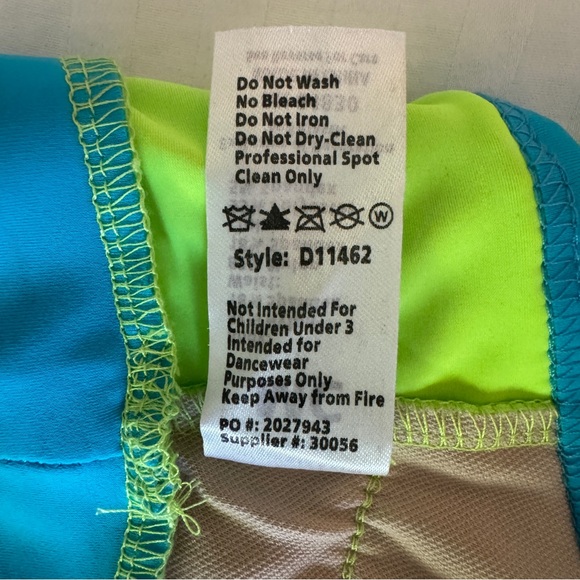 Do Not Wash
No Bleach
Do Not Iron
Do Not Dry-Clean
Professional Spot
Clean Only
W
Style: D11462
Not Intended For
Children Under 3
Intended for
Dancewear
Purposes Only
Keep Away from Fire
PO #: 2027943
Supplier #: 30056